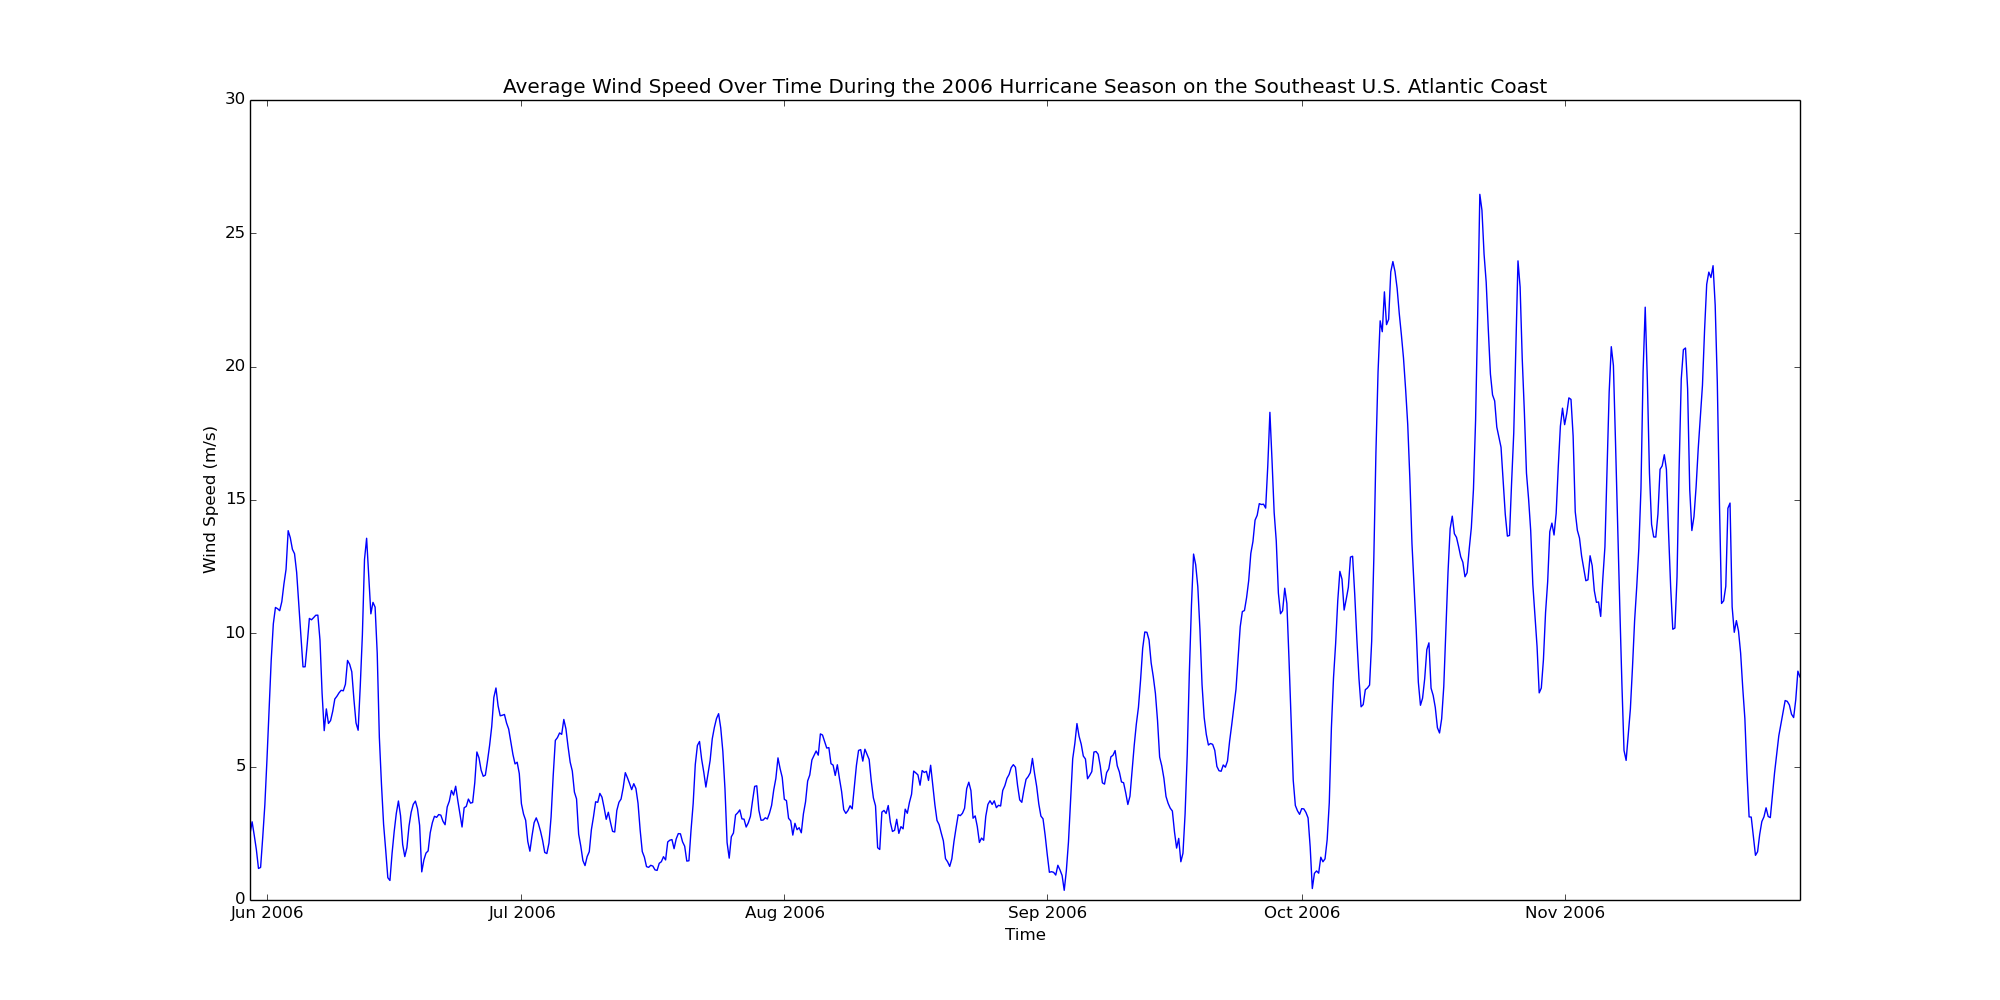 Average Wind Speed Over Time During the 2006 Hurricane Season on the Southeast U.S. Atlantic Coast
30
25
20
15
10
5
0
Wind Speed (m/s)
Jun 2006 Jul 2006 Aug 2006 Sep 2006 Oct 2006 Nov 2006
Time